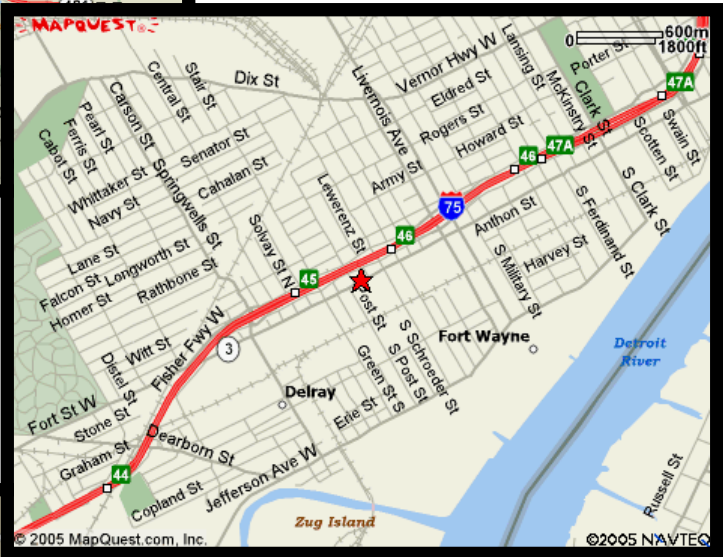 MAPQUEST
0
600m
1800ft
Porter St
Lansing St
Vernor Hwy W
Dix St
Stair St
Central St
Carson St
Pearl St
Ferris St
Cabot St
Livernois Ave
Eldred St
McKinstry St
Clark St
47A
Swain St
Rogers St
Howard St
S Scotten St
46
47A
Senator St
Whittaker St
Cahalan St
Army St
Navy St
Springwells St
Lewerenz St
75
S Clark St
S Ferdinand St
Anthon St
Solvay St N
46
Lane St
Longworth St
Harvey St
S Military St
Falcon St
Rathbone St
45
Homer St
Post St
Fort Wayne
Detroit
River
Fisher Fwy W
3
Witt St
S Schroeder St
S Post St
Green St S
Distel St
Delray
Fort St W
Stone St
Erie St
Dearborn St
Graham St
44
Jefferson Ave W
Copland St
Russell St
Zug Island
© 2005 MapQuest.com, Inc.
©2005 NAVTEQ